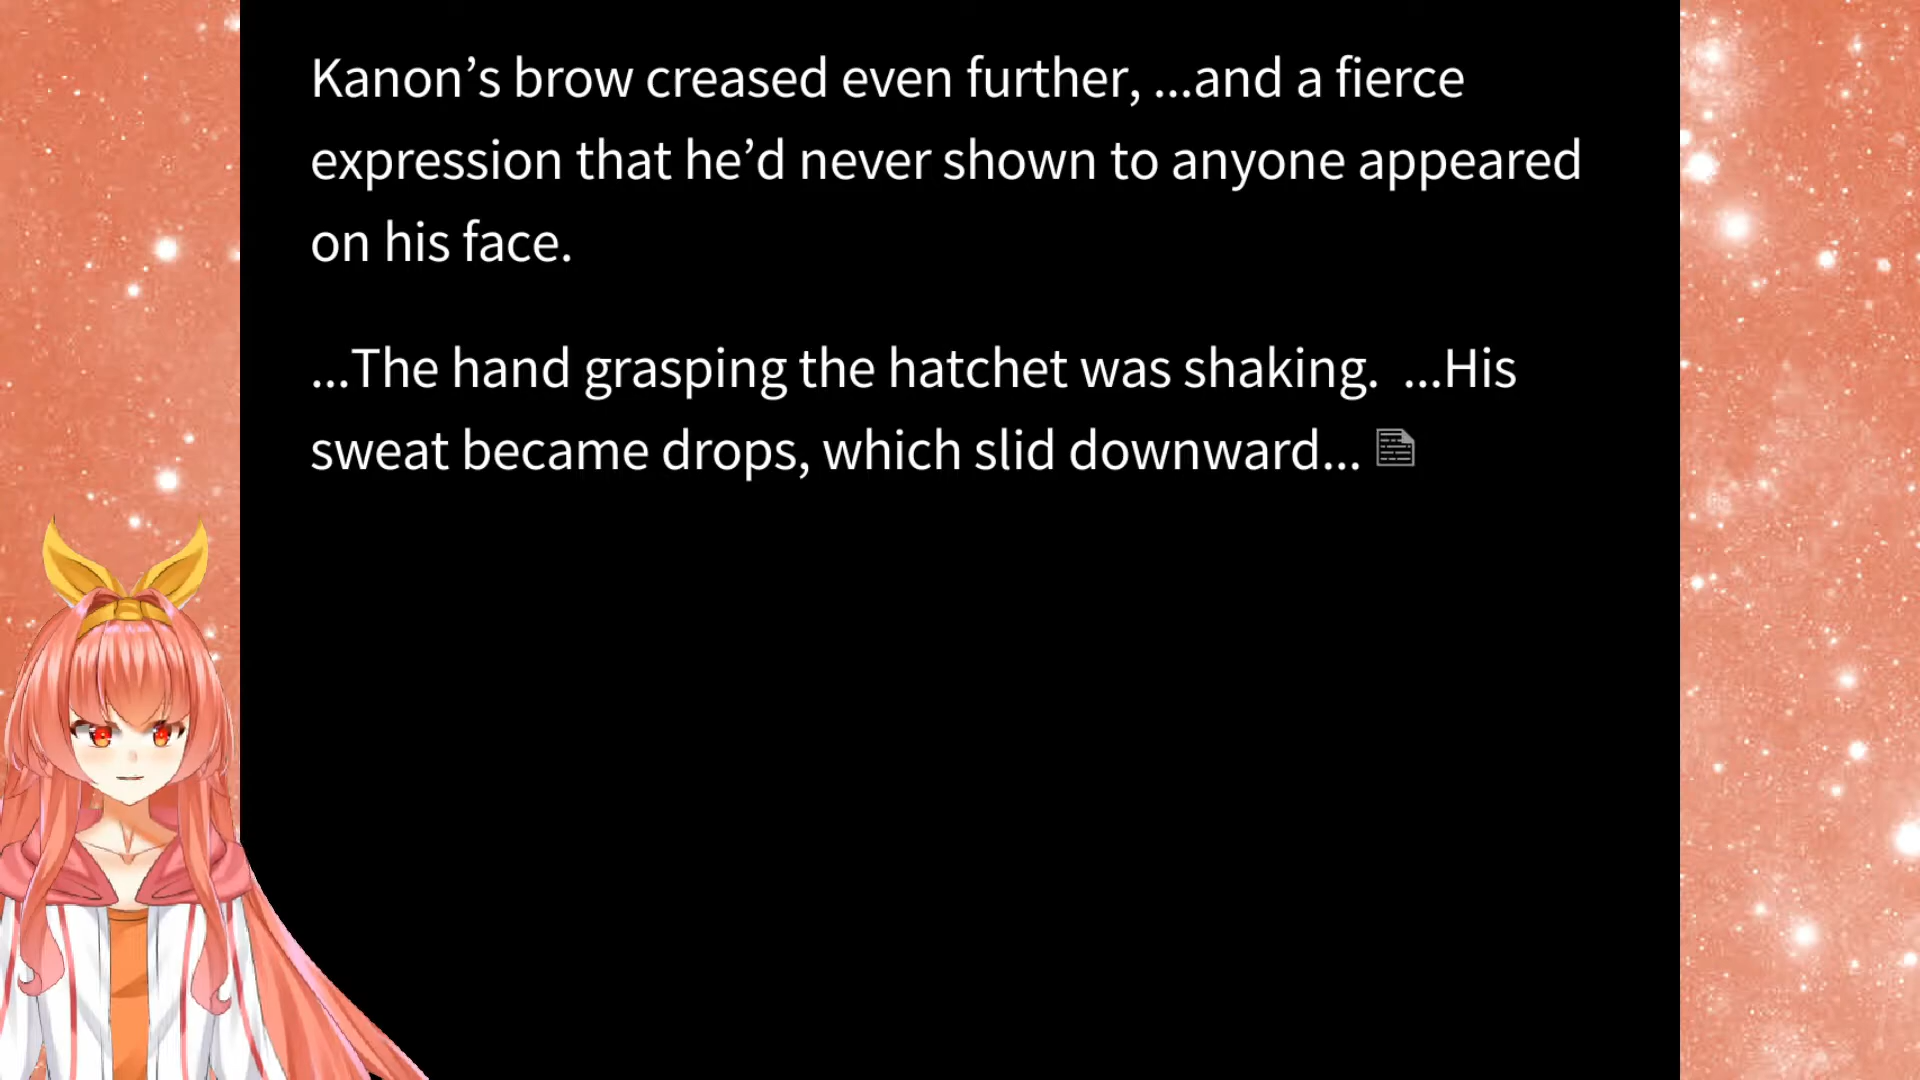 Kanon’s brow creased even further, ...and a fierce
expression that he’d never shown to anyone appeared
on his face.
...The hand grasping the hatchet was shaking.  ...His
sweat became drops, which slid downward...